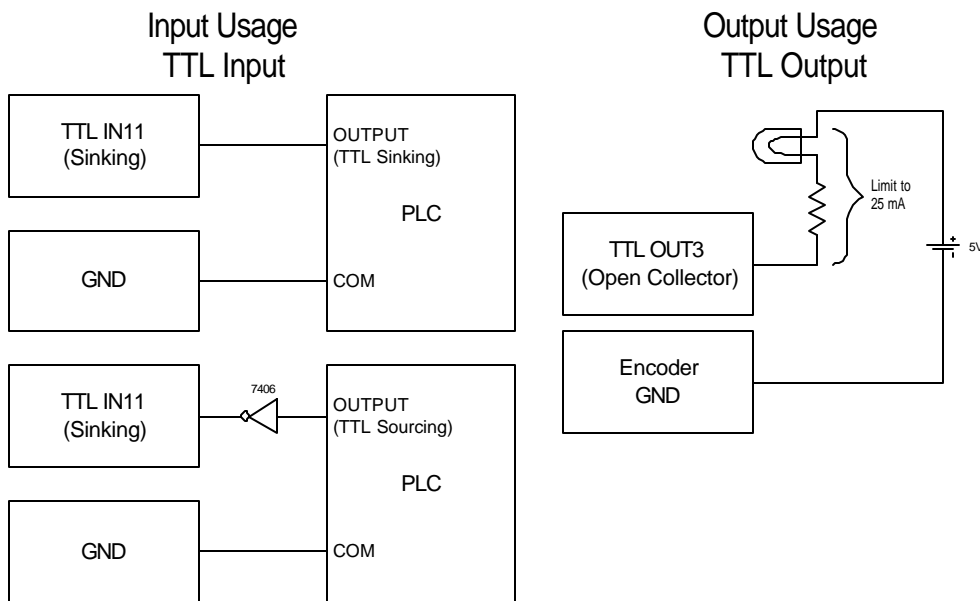 Input Usage
TTL Input
TTL IN11
(Sinking)
OUTPUT
(TTL Sinking)
PLC
GND
COM
TTL IN11
(Sinking)
7406
OUTPUT
(TTL Sourcing)
PLC
GND
COM
Output Usage
TTL Output
Limit to
25 mA
TTL OUT3
(Open Collector)
+
5V
-
Encoder
GND